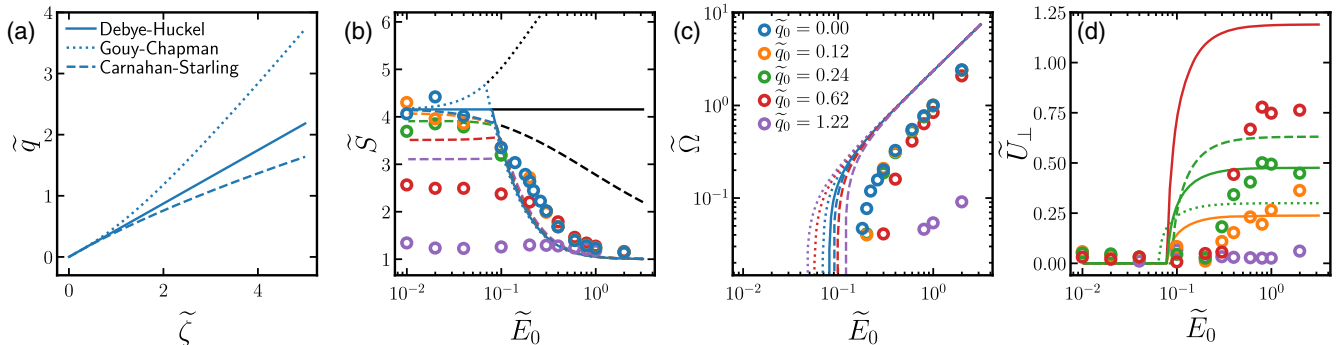 (a)
Debye-Huckel
Gouy-Chapman
Carnahan-Starling
4
3
2
1
0
q̃
0
2
4
ζ̃
(b)
6
5
4
3
2
1
S̃
10⁻²
10⁻¹
10⁰
Ẽ₀
(c)
q̃₀ = 0.00
q̃₀ = 0.12
q̃₀ = 0.24
q̃₀ = 0.62
q̃₀ = 1.22
10¹
10⁰
10⁻¹
Ω̃
10⁻²
10⁻¹
10⁰
Ẽ₀
(d)
1.25
1.00
0.75
0.50
0.25
0.00
Ũ⊥
10⁻²
10⁻¹
10⁰
Ẽ₀